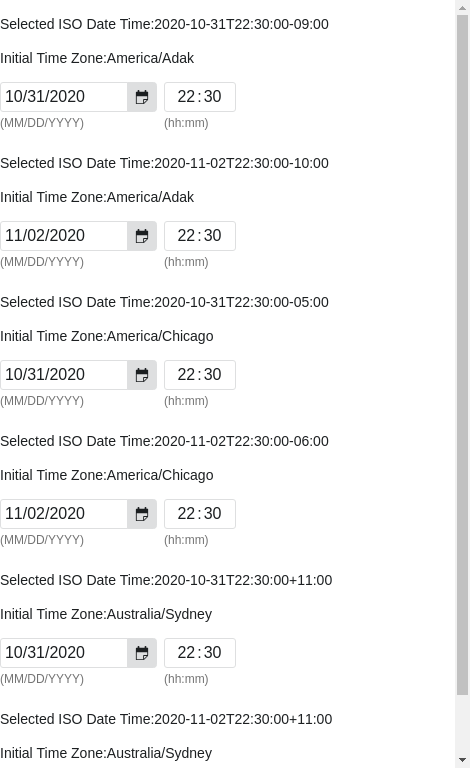 Selected ISO Date Time:2020-10-31T22:30:00-09:00
Initial Time Zone:America/Adak
10/31/2020 22:30
(MM/DD/YYYY) (hh:mm)
Selected ISO Date Time:2020-11-02T22:30:00-10:00
Initial Time Zone:America/Adak
11/02/2020 22:30
(MM/DD/YYYY) (hh:mm)
Selected ISO Date Time:2020-10-31T22:30:00-05:00
Initial Time Zone:America/Chicago
10/31/2020 22:30
(MM/DD/YYYY) (hh:mm)
Selected ISO Date Time:2020-11-02T22:30:00-06:00
Initial Time Zone:America/Chicago
11/02/2020 22:30
(MM/DD/YYYY) (hh:mm)
Selected ISO Date Time:2020-10-31T22:30:00+11:00
Initial Time Zone:Australia/Sydney
10/31/2020 22:30
(MM/DD/YYYY) (hh:mm)
Selected ISO Date Time:2020-11-02T22:30:00+11:00
Initial Time Zone:Australia/Sydney